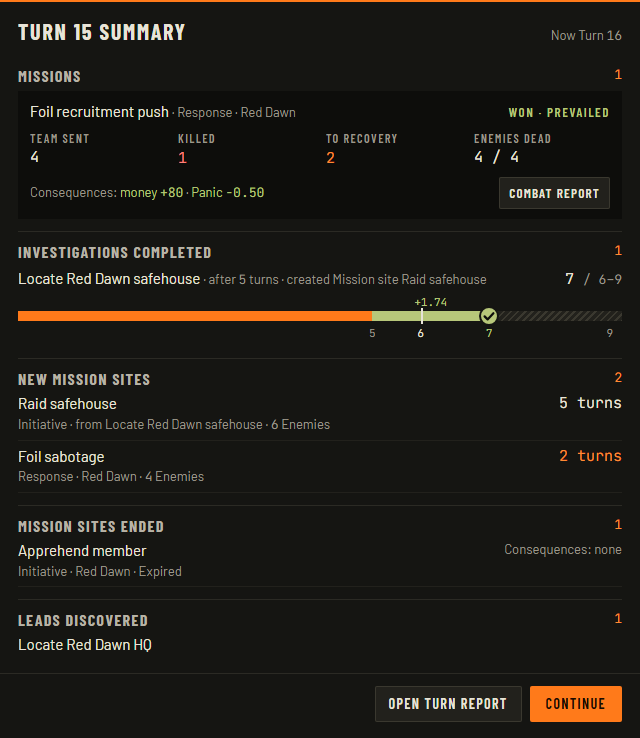 TURN 15 SUMMARY
Now Turn 16
MISSIONS 1
Foil recruitment push · Response · Red Dawn WON · PREVAILED
TEAM SENT KILLED TO RECOVERY ENEMIES DEAD
4 1 2 4 / 4
Consequences: money +80 · Panic -0.50 COMBAT REPORT
INVESTIGATIONS COMPLETED 1
Locate Red Dawn safehouse · after 5 turns · created Mission site Raid safehouse 7 / 6–9
+1.74
5 6 7 9
NEW MISSION SITES 2
Raid safehouse 5 turns
Initiative · from Locate Red Dawn safehouse · 6 Enemies
Foil sabotage 2 turns
Response · Red Dawn · 4 Enemies
MISSION SITES ENDED 1
Apprehend member Consequences: none
Initiative · Red Dawn · Expired
LEADS DISCOVERED 1
Locate Red Dawn HQ
OPEN TURN REPORT CONTINUE